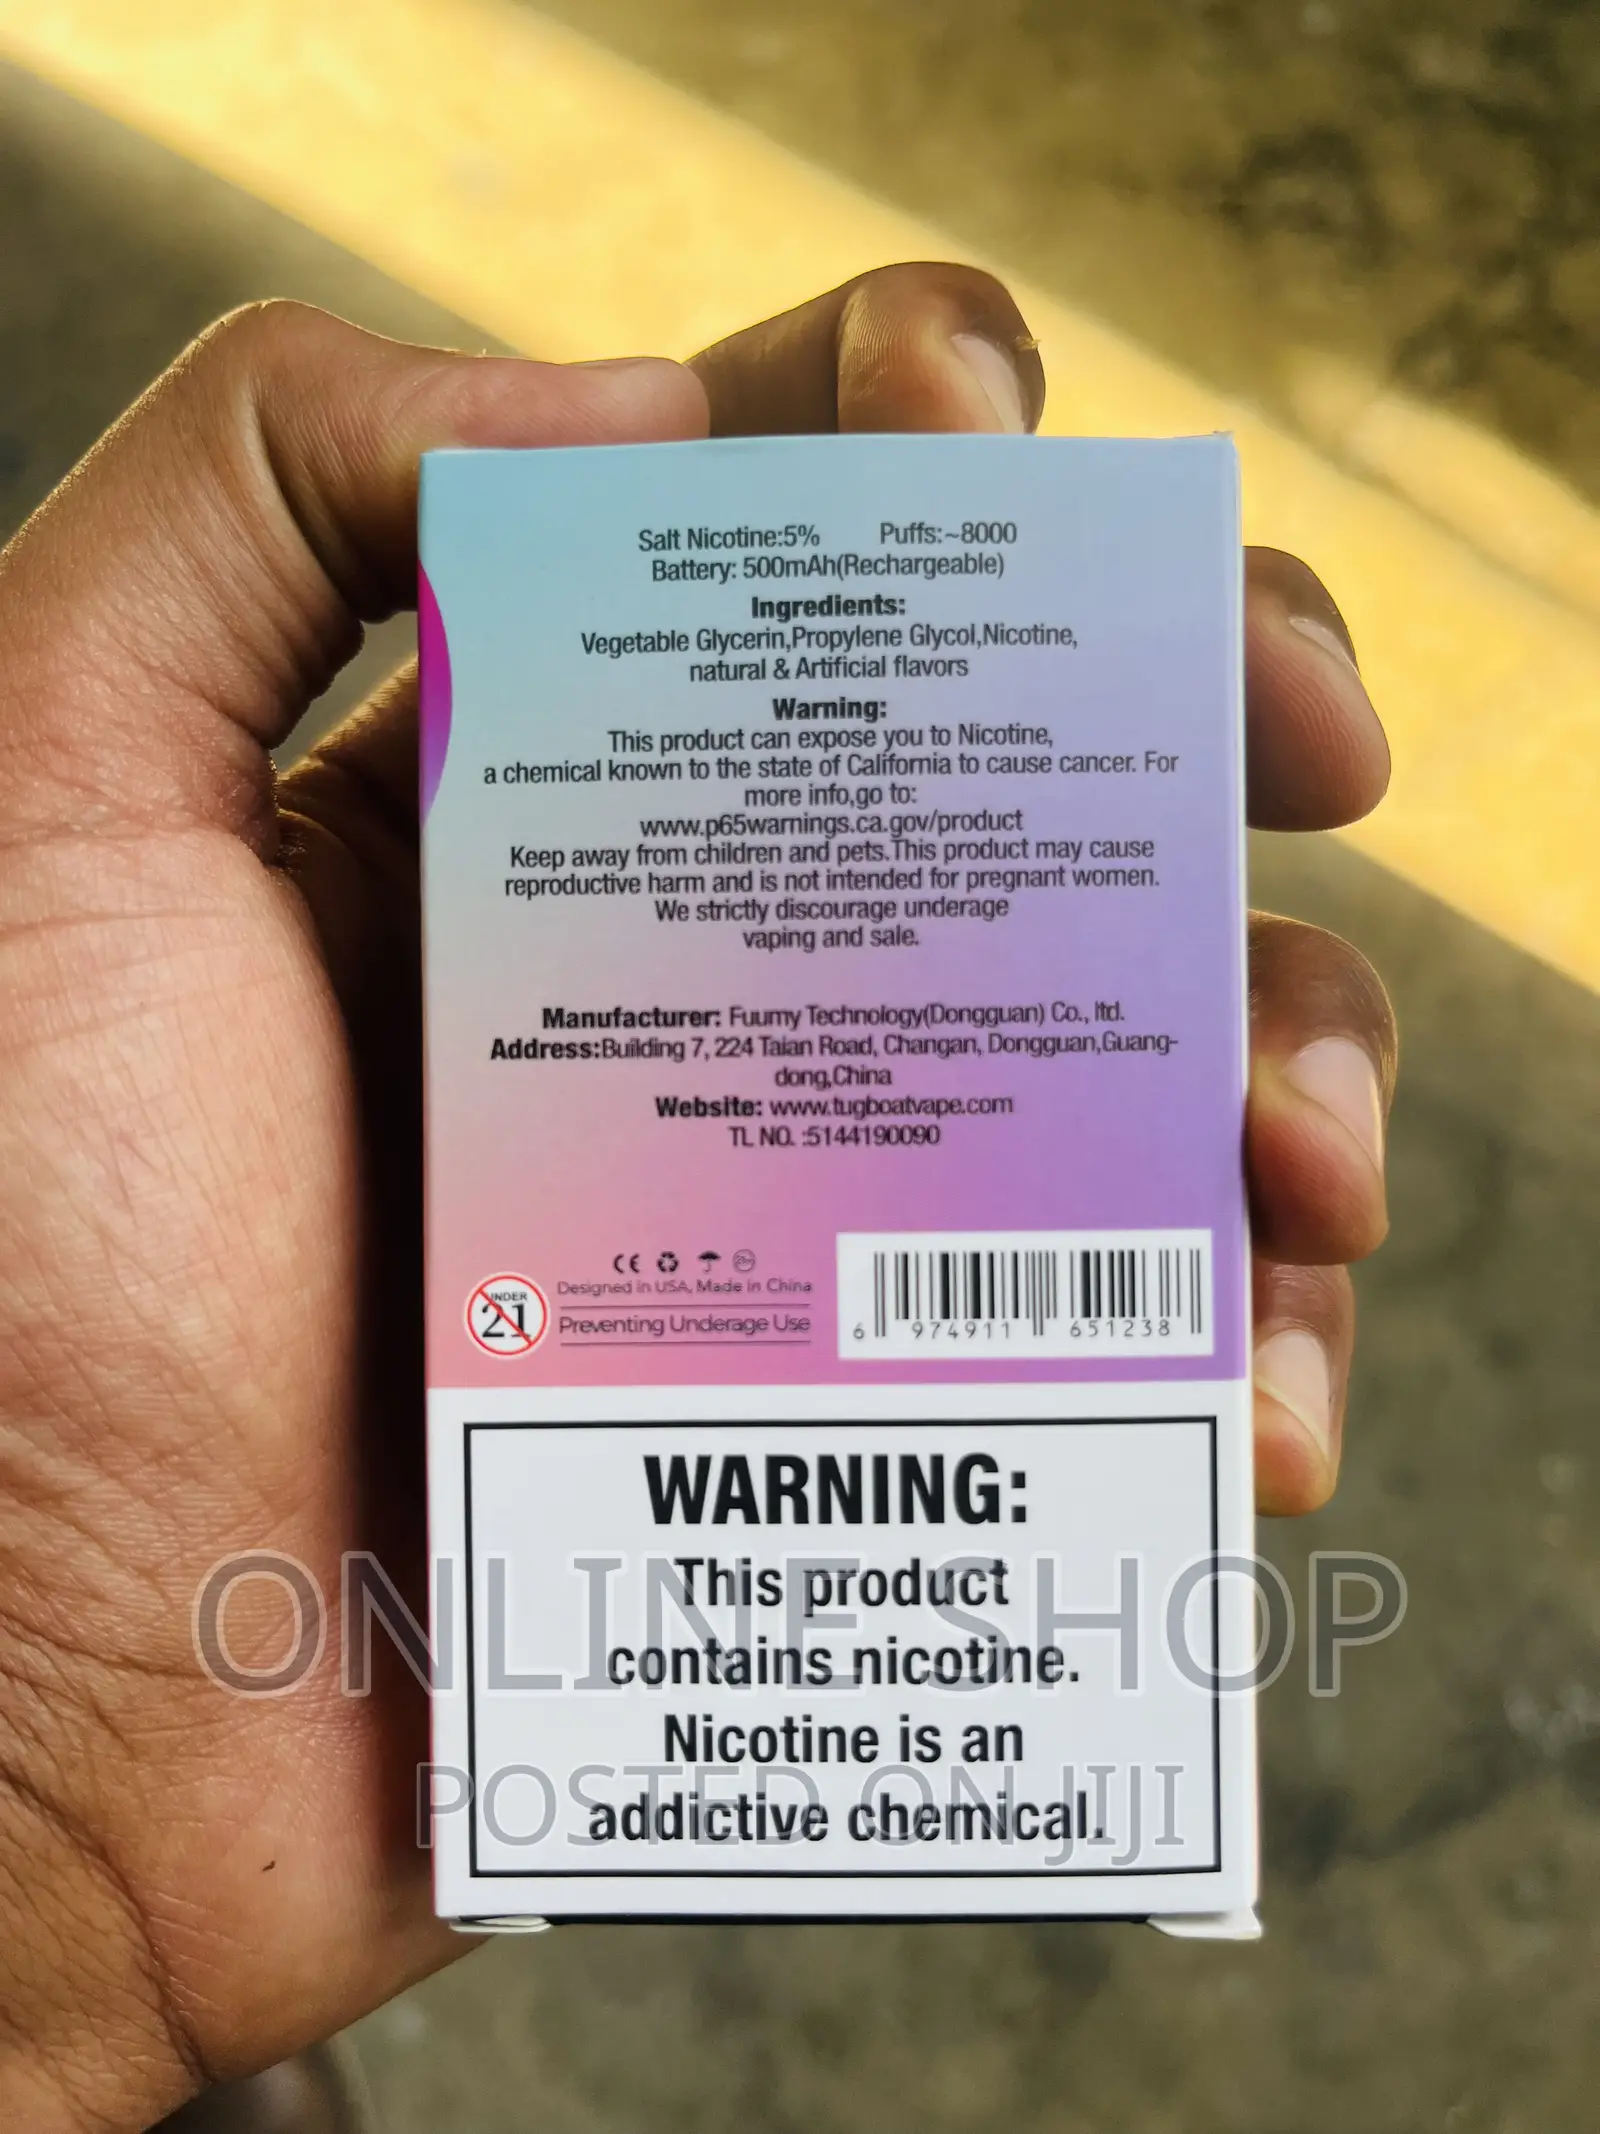 Salt Nicotine:5% Puffs:~8000
Battery: 500mAh(Rechargeable)
Ingredients:
Vegetable Glycerin,Propylene Glycol,Nicotine,
natural & Artificial flavors
Warning:
This product can expose you to Nicotine,
a chemical known to the state of California to cause cancer. For
more info,go to:
www.p65warnings.ca.gov/product
Keep away from children and pets.This product may cause
reproductive harm and is not intended for pregnant women.
We strictly discourage underage
vaping and sale.
Manufacturer: Fuumy Technology(Dongguan) Co., ltd.
Address:Building 7, 224 Taian Road, Changan, Dongguan,Guang-
dong,China
Website: www.tugboatvape.com
TL NO. :5144190090
CE
Designed in USA, Made in China
UNDER
21
Preventing Underage Use
6 974911 651238
WARNING:
This product
contains nicotine.
Nicotine is an
addictive chemical.
ONLINE SHOP
POSTED ON JIJI